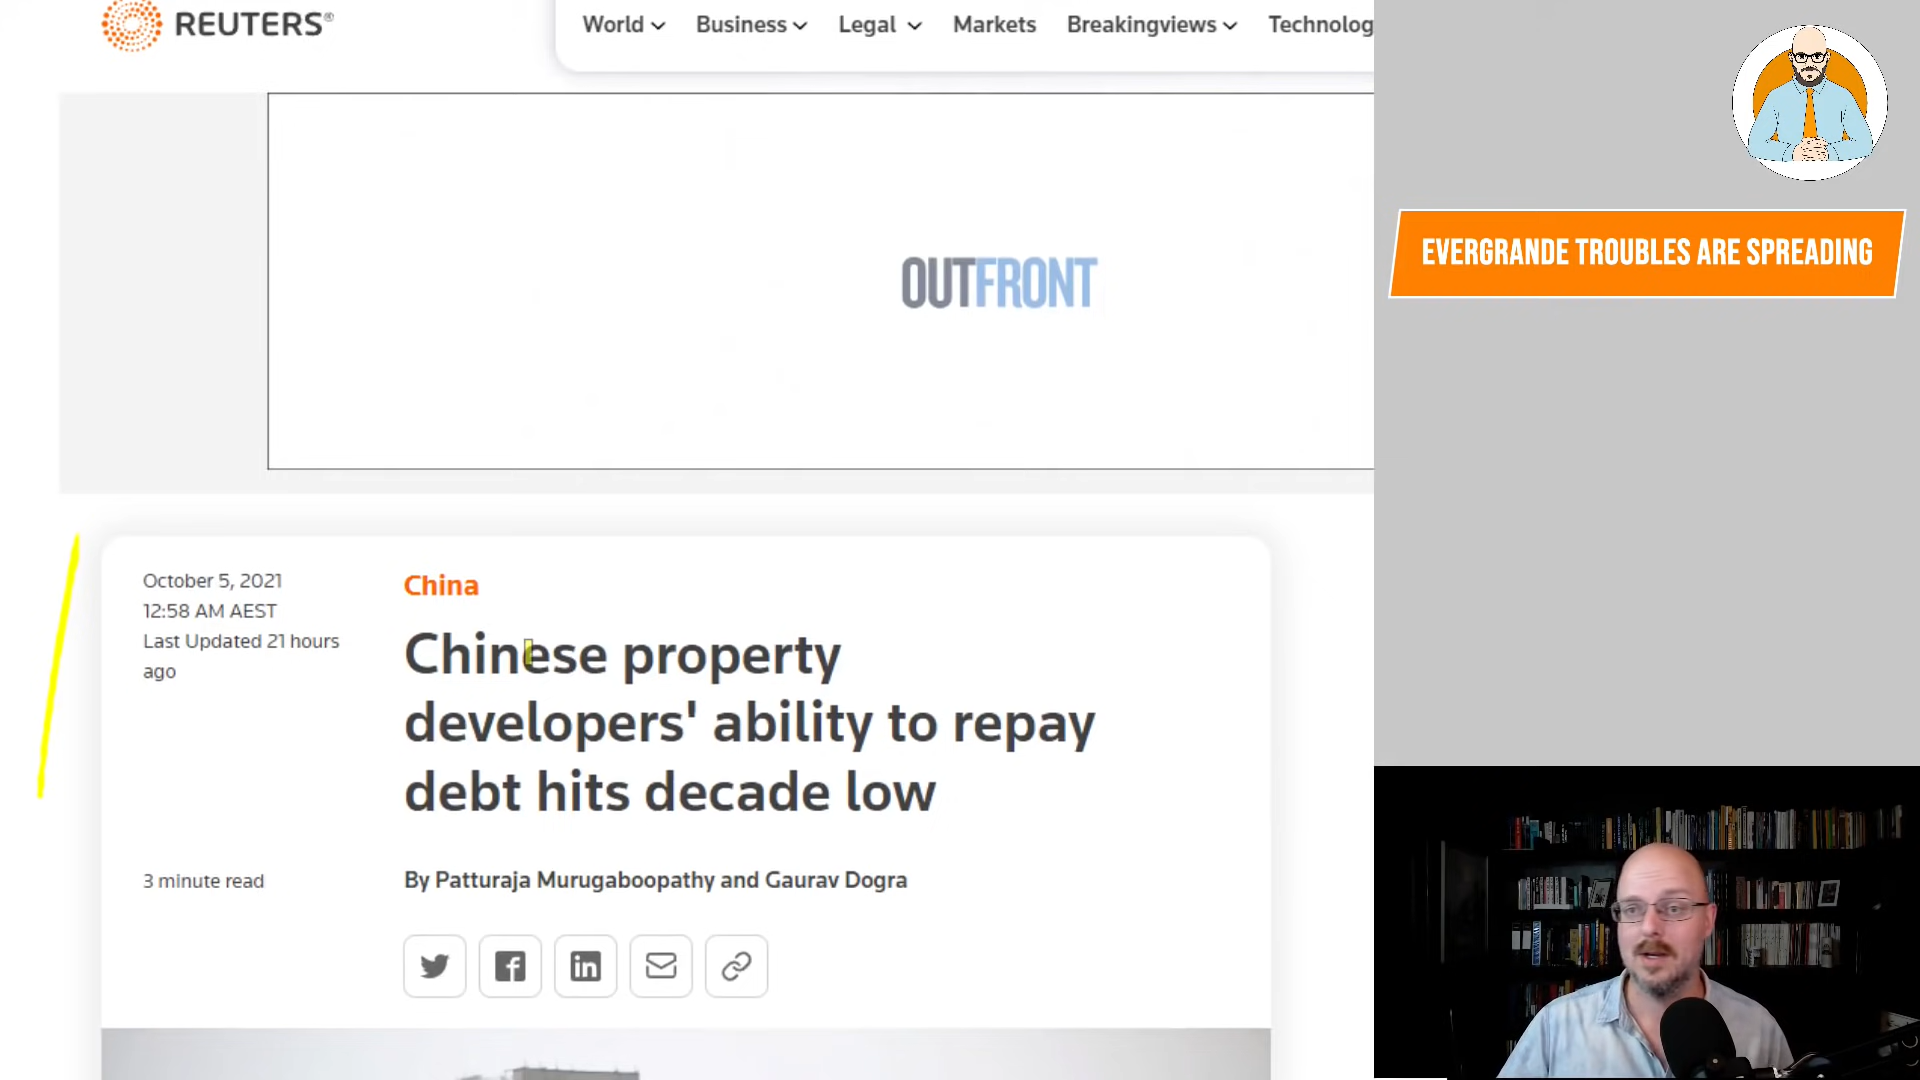 REUTERS®
World
Business
Legal
Markets
Breakingviews
Technolog
OUTFRONT
EVERGRANDE TROUBLES ARE SPREADING
October 5, 2021
12:58 AM AEST
Last Updated 21 hours
ago
China
Chinese property
developers' ability to repay
debt hits decade low
3 minute read
By Patturaja Murugaboopathy and Gaurav Dogra